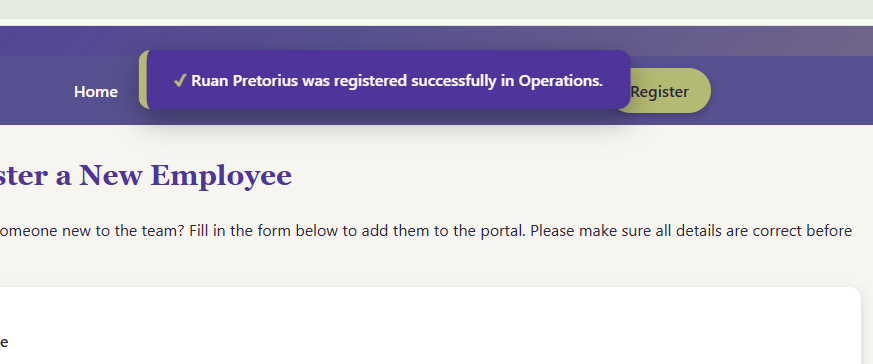 ✓ Ruan Pretorius was registered successfully in Operations.
Home
Register
ster a New Employee
omeone new to the team? Fill in the form below to add them to the portal. Please make sure all details are correct before
e